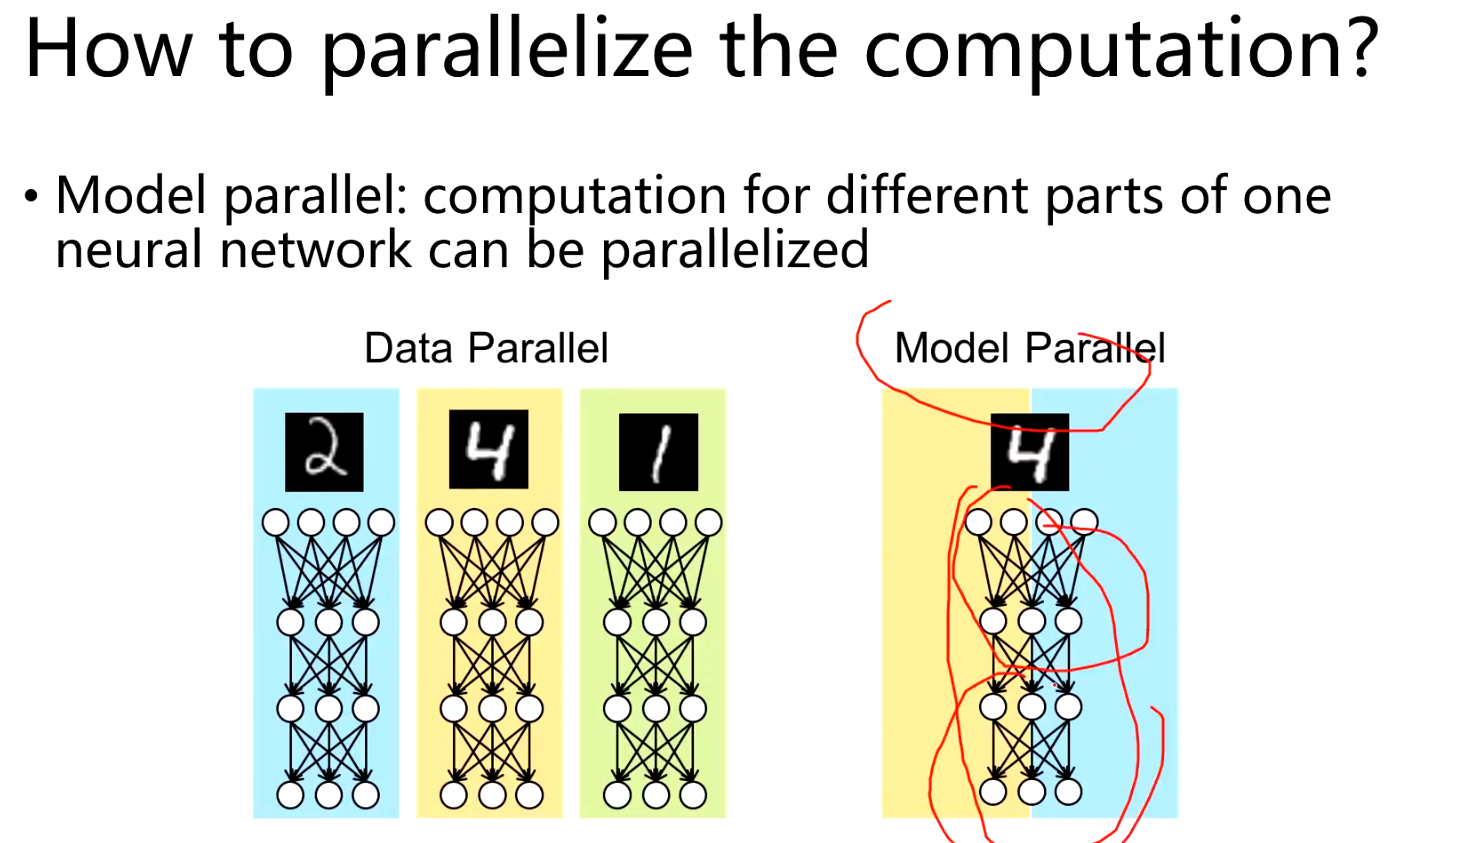 How to parallelize the computation?
• Model parallel: computation for different parts of one
neural network can be parallelized
Data Parallel
Model Parallel
2
4
1
4